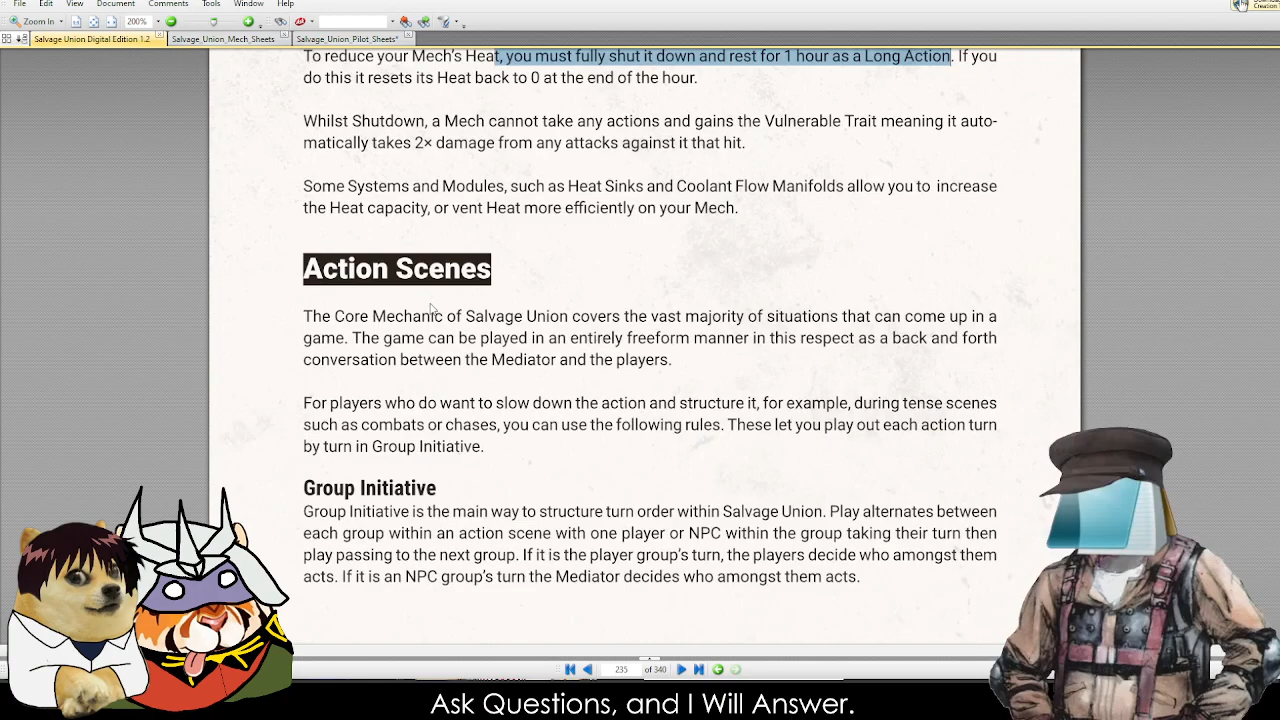 File Edit View Document Comments Tools Window Help
Zoom In 200%
Salvage Union Digital Edition 1.2 Salvage_Union_Mech_Sheets Salvage_Union_Pilot_Sheets*
To reduce your Mech's Heat, you must fully shut it down and rest for 1 hour as a Long Action. If you
do this it resets its Heat back to 0 at the end of the hour.
Whilst Shutdown, a Mech cannot take any actions and gains the Vulnerable Trait meaning it auto-
matically takes 2× damage from any attacks against it that hit.
Some Systems and Modules, such as Heat Sinks and Coolant Flow Manifolds allow you to increase
the Heat capacity, or vent Heat more efficiently on your Mech.
Action Scenes
The Core Mechanic of Salvage Union covers the vast majority of situations that can come up in a
game. The game can be played in an entirely freeform manner in this respect as a back and forth
conversation between the Mediator and the players.
For players who do want to slow down the action and structure it, for example, during tense scenes
such as combats or chases, you can use the following rules. These let you play out each action turn
by turn in Group Initiative.
Group Initiative
Group Initiative is the main way to structure turn order within Salvage Union. Play alternates between
each group within an action scene with one player or NPC within the group taking their turn then
play passing to the next group. If it is the player group's turn, the players decide who amongst them
acts. If it is an NPC group's turn the Mediator decides who amongst them acts.
235 of 340
Ask Questions, and I Will Answer.